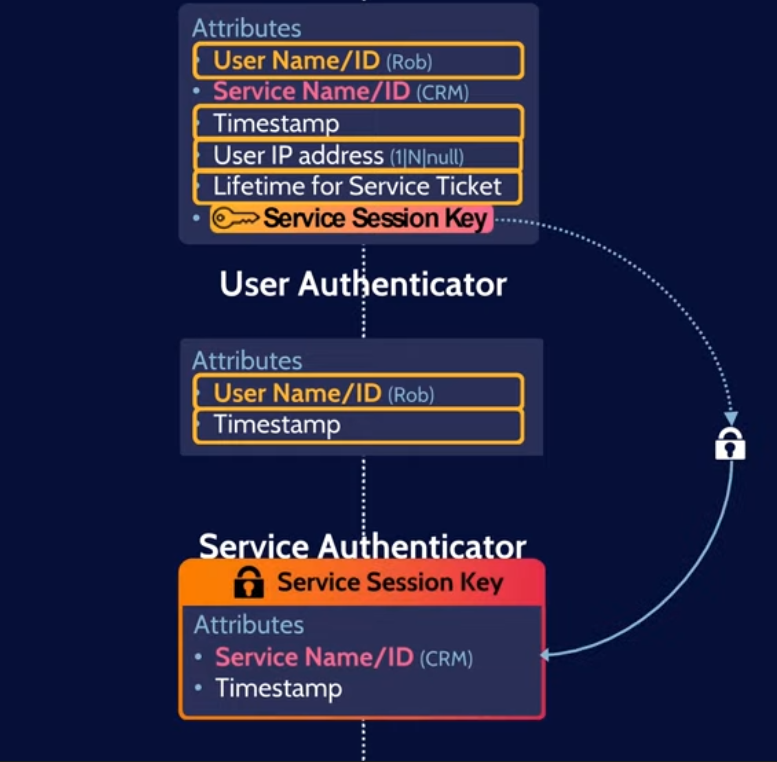 Attributes
• User Name/ID (Rob)
• Service Name/ID (CRM)
• Timestamp
• User IP address (1|N|null)
• Lifetime for Service Ticket
• Service Session Key
User Authenticator
Attributes
• User Name/ID (Rob)
• Timestamp
Service Authenticator
Service Session Key
Attributes
• Service Name/ID (CRM)
• Timestamp